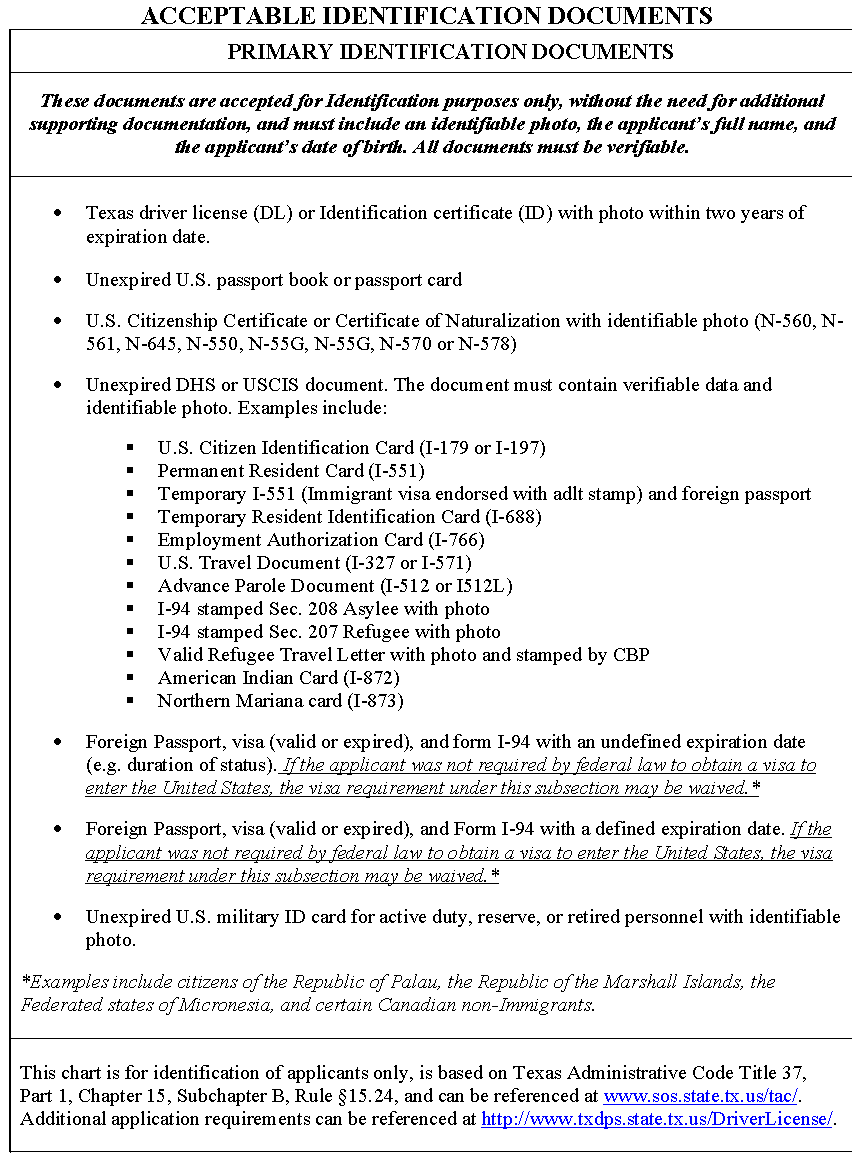 ACCEPTABLE IDENTIFICATION DOCUMENTS
PRIMARY IDENTIFICATION DOCUMENTS
These documents are accepted for Identification purposes only, without the need for additional
supporting documentation, and must include an identifiable photo, the applicant's full name, and
the applicant's date of birth. All documents must be verifiable.
• Texas driver license (DL) or Identification certificate (ID) with photo within two years of
expiration date.
• Unexpired U.S. passport book or passport card
• U.S. Citizenship Certificate or Certificate of Naturalization with identifiable photo (N-560, N-
561, N-645, N-550, N-55G, N-55G, N-570 or N-578)
• Unexpired DHS or USCIS document. The document must contain verifiable data and
identifiable photo. Examples include:
▪ U.S. Citizen Identification Card (I-179 or I-197)
▪ Permanent Resident Card (I-551)
▪ Temporary I-551 (Immigrant visa endorsed with adlt stamp) and foreign passport
▪ Temporary Resident Identification Card (I-688)
▪ Employment Authorization Card (I-766)
▪ U.S. Travel Document (I-327 or I-571)
▪ Advance Parole Document (I-512 or I512L)
▪ I-94 stamped Sec. 208 Asylee with photo
▪ I-94 stamped Sec. 207 Refugee with photo
▪ Valid Refugee Travel Letter with photo and stamped by CBP
▪ American Indian Card (I-872)
▪ Northern Mariana card (I-873)
• Foreign Passport, visa (valid or expired), and form I-94 with an undefined expiration date
(e.g. duration of status). If the applicant was not required by federal law to obtain a visa to
enter the United States, the visa requirement under this subsection may be waived.*
• Foreign Passport, visa (valid or expired), and Form I-94 with a defined expiration date. If the
applicant was not required by federal law to obtain a visa to enter the United States, the visa
requirement under this subsection may be waived.*
• Unexpired U.S. military ID card for active duty, reserve, or retired personnel with identifiable
photo.
*Examples include citizens of the Republic of Palau, the Republic of the Marshall Islands, the
Federated states of Micronesia, and certain Canadian non-Immigrants.
This chart is for identification of applicants only, is based on Texas Administrative Code Title 37,
Part 1, Chapter 15, Subchapter B, Rule §15.24, and can be referenced at www.sos.state.tx.us/tac/.
Additional application requirements can be referenced at http://www.txdps.state.tx.us/DriverLicense/.